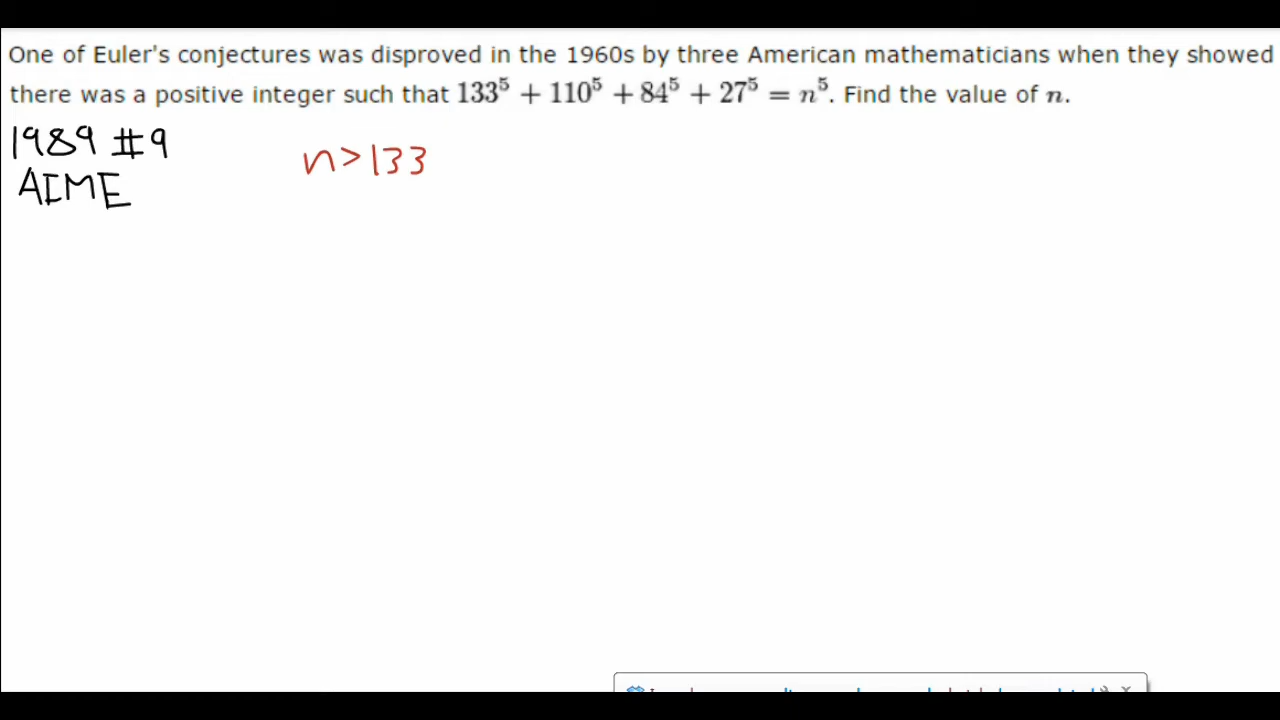 One of Euler's conjectures was disproved in the 1960s by three American mathematicians when they showed
there was a positive integer such that 133⁵ + 110⁵ + 84⁵ + 27⁵ = n⁵. Find the value of n.
1989 #9
AIME
n > 133